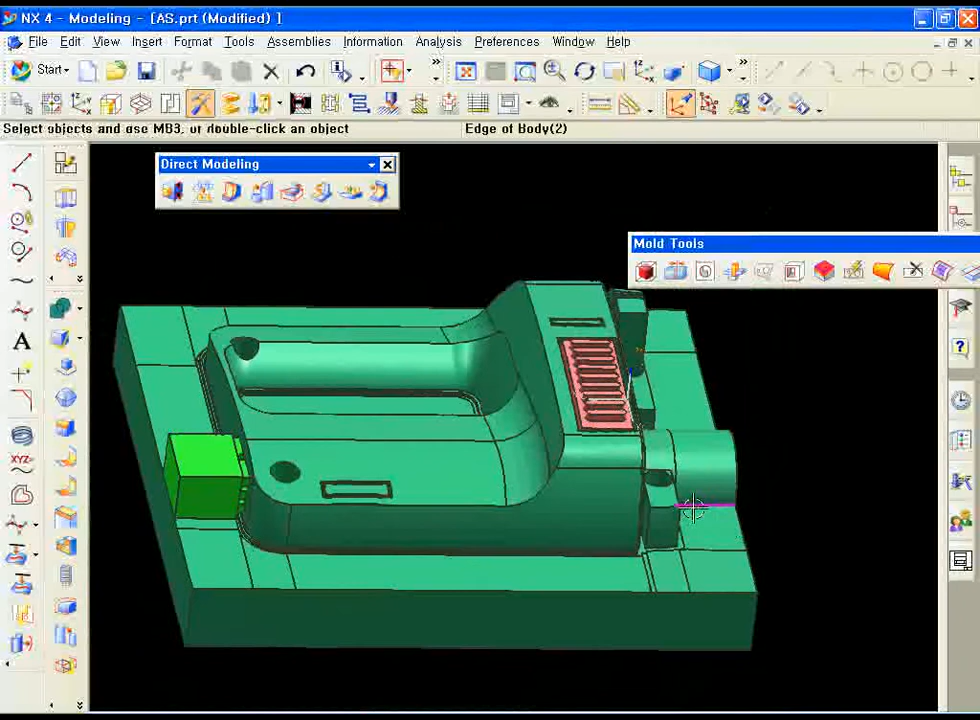 NX 4 - Modeling - [AS.prt (Modified) ]
File Edit View Insert Format Tools Assemblies Information Analysis Preferences Window Help
Start
Select objects and use MB3, or double-click an object
Edge of Body(2)
Direct Modeling
Mold Tools
A
XYZ